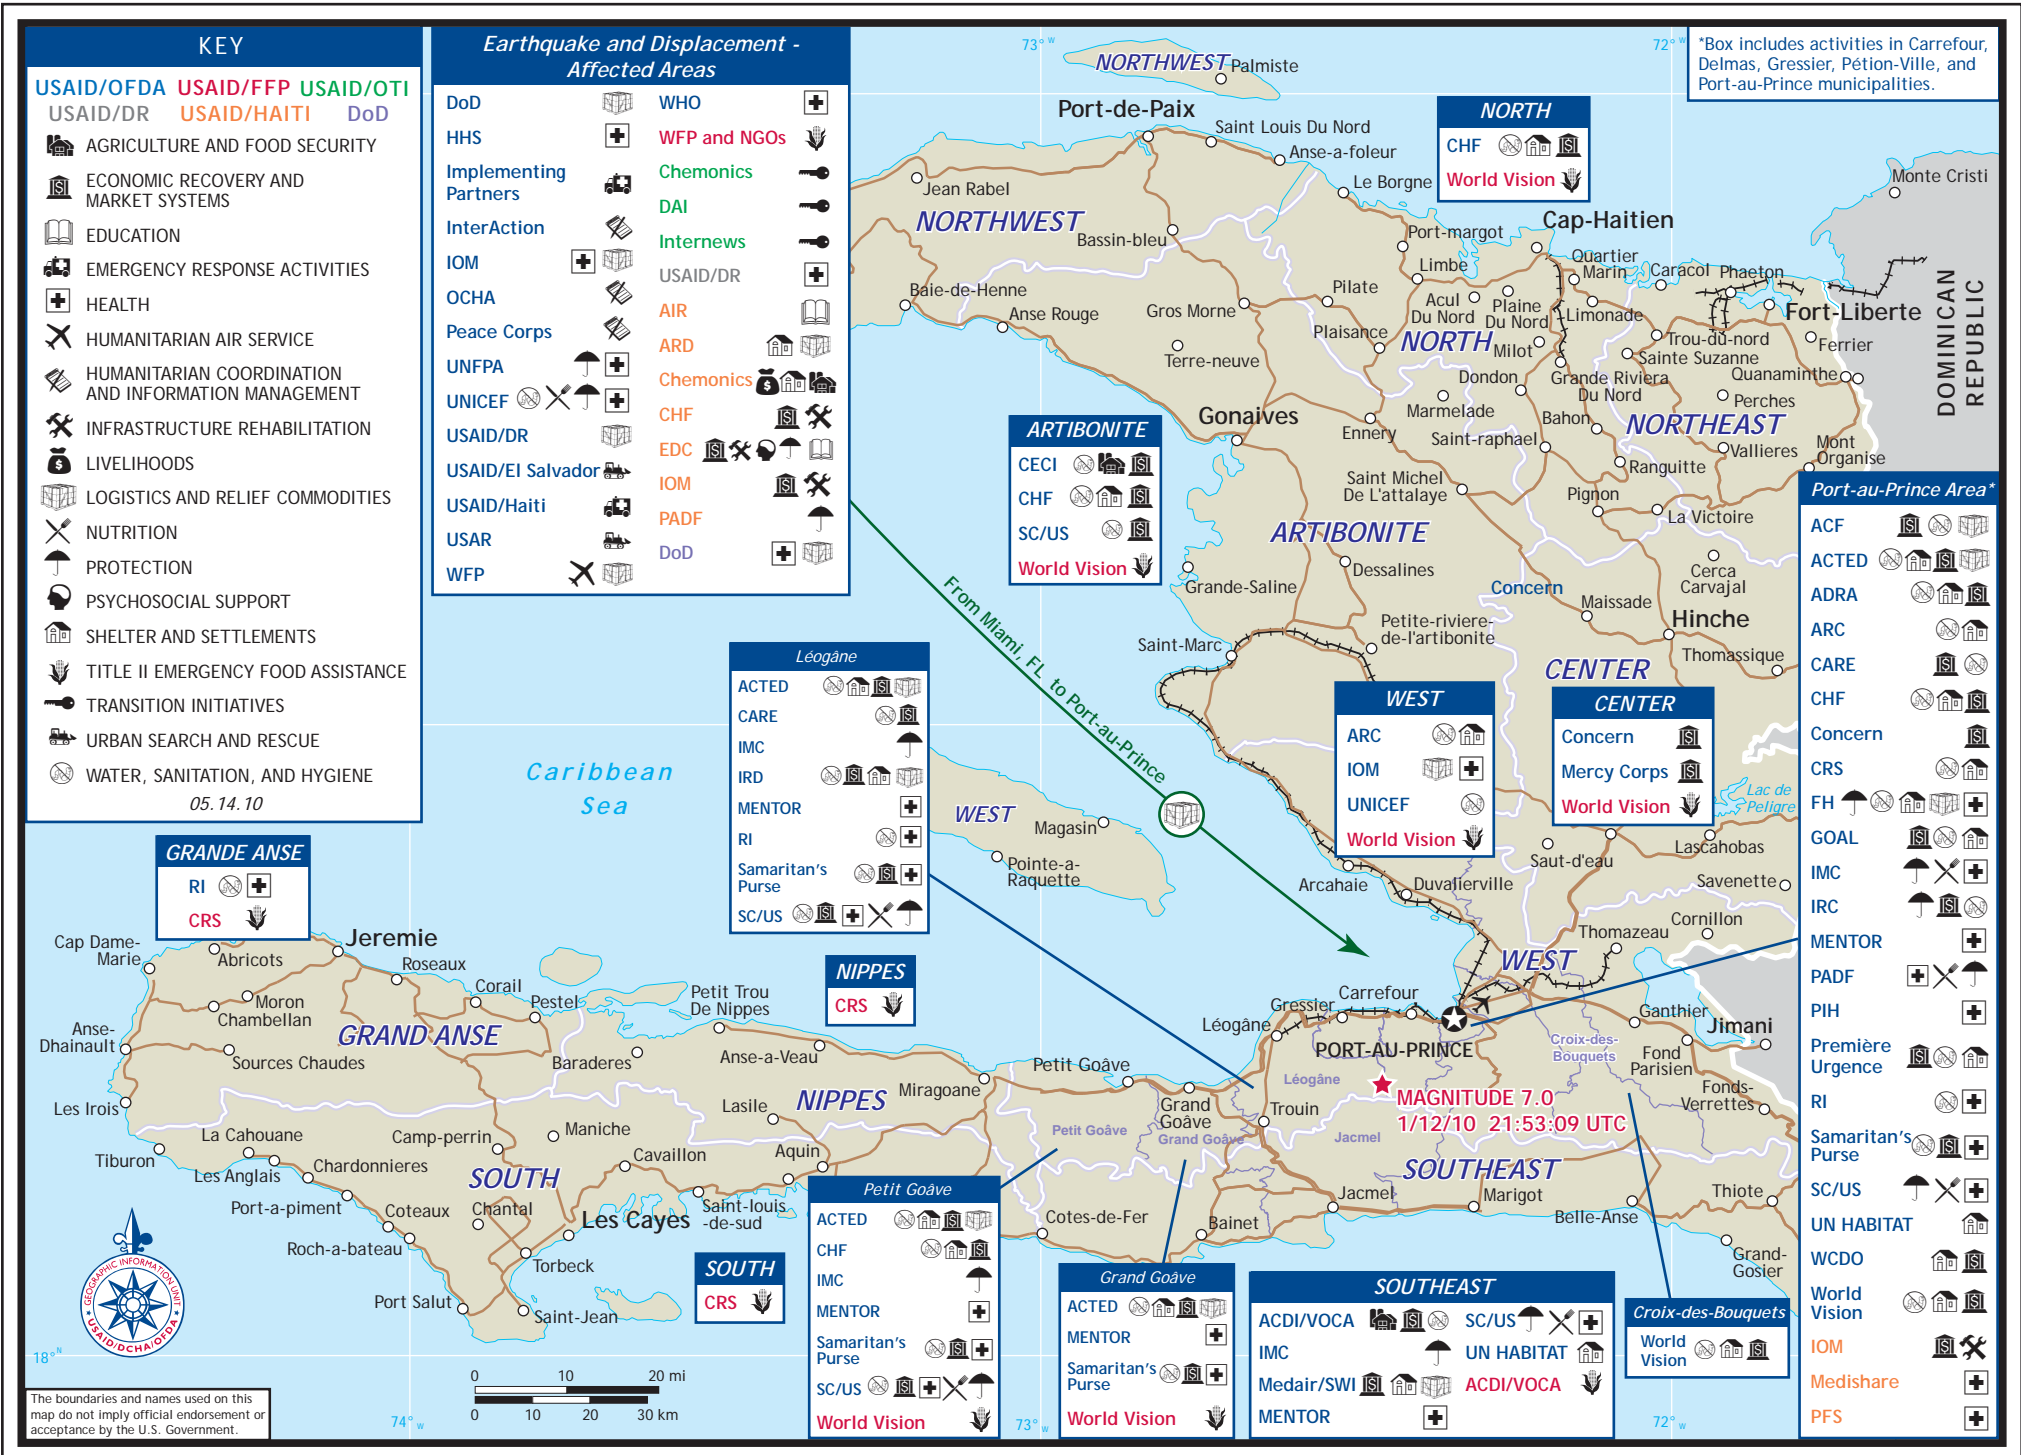 KEY
USAID/OFDA USAID/FFP USAID/OTI
USAID/DR USAID/HAITI DoD
AGRICULTURE AND FOOD SECURITY
ECONOMIC RECOVERY AND
MARKET SYSTEMS
EDUCATION
EMERGENCY RESPONSE ACTIVITIES
HEALTH
HUMANITARIAN AIR SERVICE
HUMANITARIAN COORDINATION
AND INFORMATION MANAGEMENT
INFRASTRUCTURE REHABILITATION
LIVELIHOODS
LOGISTICS AND RELIEF COMMODITIES
NUTRITION
PROTECTION
PSYCHOSOCIAL SUPPORT
SHELTER AND SETTLEMENTS
TITLE II EMERGENCY FOOD ASSISTANCE
TRANSITION INITIATIVES
URBAN SEARCH AND RESCUE
WATER, SANITATION, AND HYGIENE
05.14.10
Earthquake and Displacement -
Affected Areas
DoD
HHS
Implementing
Partners
InterAction
IOM
OCHA
Peace Corps
UNFPA
UNICEF
USAID/DR
USAID/El Salvador
USAID/Haiti
USAR
WFP
WHO
WFP and NGOs
Chemonics
DAI
Internews
USAID/DR
AIR
ARD
Chemonics
CHF
EDC
IOM
PADF
DoD
73° W
72° W
*Box includes activities in Carrefour,
Delmas, Gressier, Pétion-Ville, and
Port-au-Prince municipalities.
NORTHWEST
Palmiste
Port-de-Paix
Saint Louis Du Nord
Anse-a-foleur
Le Borgne
Jean Rabel
NORTHWEST
Bassin-bleu
NORTH
CHF
World Vision
Monte Cristi
Cap-Haitien
Port-margot
Quartier
Marin
Caracol
Phaeton
Limbe
Baie-de-Henne
Anse Rouge
Gros Morne
Pilate
Acul
Du Nord
Plaine
Du Nord
Limonade
Fort-Liberte
DOMINICAN
REPUBLIC
Plaisance
NORTH
Milot
Trou-du-nord
Ferrier
Terre-neuve
Sainte Suzanne
Quanaminthe
Dondon
Grande Riviera
Du Nord
Marmelade
Perches
Gonaives
Ennery
Bahon
NORTHEAST
Saint-raphael
Vallieres
Mont
Organise
Ranguitte
Saint Michel
De L'attalaye
Pignon
La Victoire
ARTIBONITE
CECI
CHF
SC/US
World Vision
ARTIBONITE
Dessalines
Grande-Saline
Concern
Cerca
Carvajal
Maissade
Hinche
Petite-riviere-
de-l'artibonite
Saint-Marc
Thomassique
CENTER
From Miami, FL to Port-au-Prince
WEST
ARC
IOM
UNICEF
World Vision
CENTER
Concern
Mercy Corps
World Vision
Lac de
Peligre
Saut-d'eau
Lascahobas
Savenette
Arcahaie
Duvalierville
Cornillon
Thomazeau
WEST
Port-au-Prince Area*
ACF
ACTED
ADRA
ARC
CARE
CHF
Concern
CRS
FH
GOAL
IMC
IRC
MENTOR
PADF
PIH
Première
Urgence
RI
Samaritan's
Purse
SC/US
UN HABITAT
WCDO
World
Vision
IOM
Medishare
PFS
Caribbean
Sea
Léogâne
ACTED
CARE
IMC
IRD
MENTOR
RI
Samaritan's
Purse
SC/US
WEST
Magasin
Pointe-a-
Raquette
GRANDE ANSE
RI
CRS
Cap Dame-
Marie
Abricots
Jeremie
Roseaux
Corail
Pestel
Moron
Chambellan
Anse-
Dhainault
GRAND ANSE
Sources Chaudes
Les Irois
Petit Trou
De Nippes
NIPPES
CRS
Baraderes
Anse-a-Veau
Miragoane
NIPPES
Lasile
Petit Goâve
Gressier
Carrefour
Léogâne
PORT-AU-PRINCE
Léogâne
Croix-des-
Bouquets
Ganthier
Jimani
Fond
Parisien
Fonds-
Verrettes
MAGNITUDE 7.0
1/12/10 21:53:09 UTC
Grand
Goâve
Trouin
Petit Goâve
Grand Goâve
Jacmel
SOUTHEAST
Tiburon
La Cahouane
Les Anglais
Camp-perrin
Maniche
Chardonnieres
Cavaillon
Aquin
SOUTH
Port-a-piment
Coteaux
Chantal
Les Cayes
Saint-louis
-de-sud
Roch-a-bateau
Torbeck
Port Salut
Saint-Jean
Cotes-de-Fer
Bainet
Jacmel
Marigot
Belle-Anse
Thiote
Grand-
Gosier
SOUTH
CRS
Petit Goâve
ACTED
CHF
IMC
MENTOR
Samaritan's
Purse
SC/US
World Vision
Grand Goâve
ACTED
MENTOR
Samaritan's
Purse
World Vision
SOUTHEAST
ACDI/VOCA
IMC
Medair/SWI
MENTOR
SC/US
UN HABITAT
ACDI/VOCA
Croix-des-Bouquets
World
Vision
GEOGRAPHIC INFORMATION UNIT
USAID/DCHA/OFDA
18° N
0 10 20 mi
0 10 20 30 km
74° W
73° W
72° W
The boundaries and names used on this
map do not imply official endorsement or
acceptance by the U.S. Government.